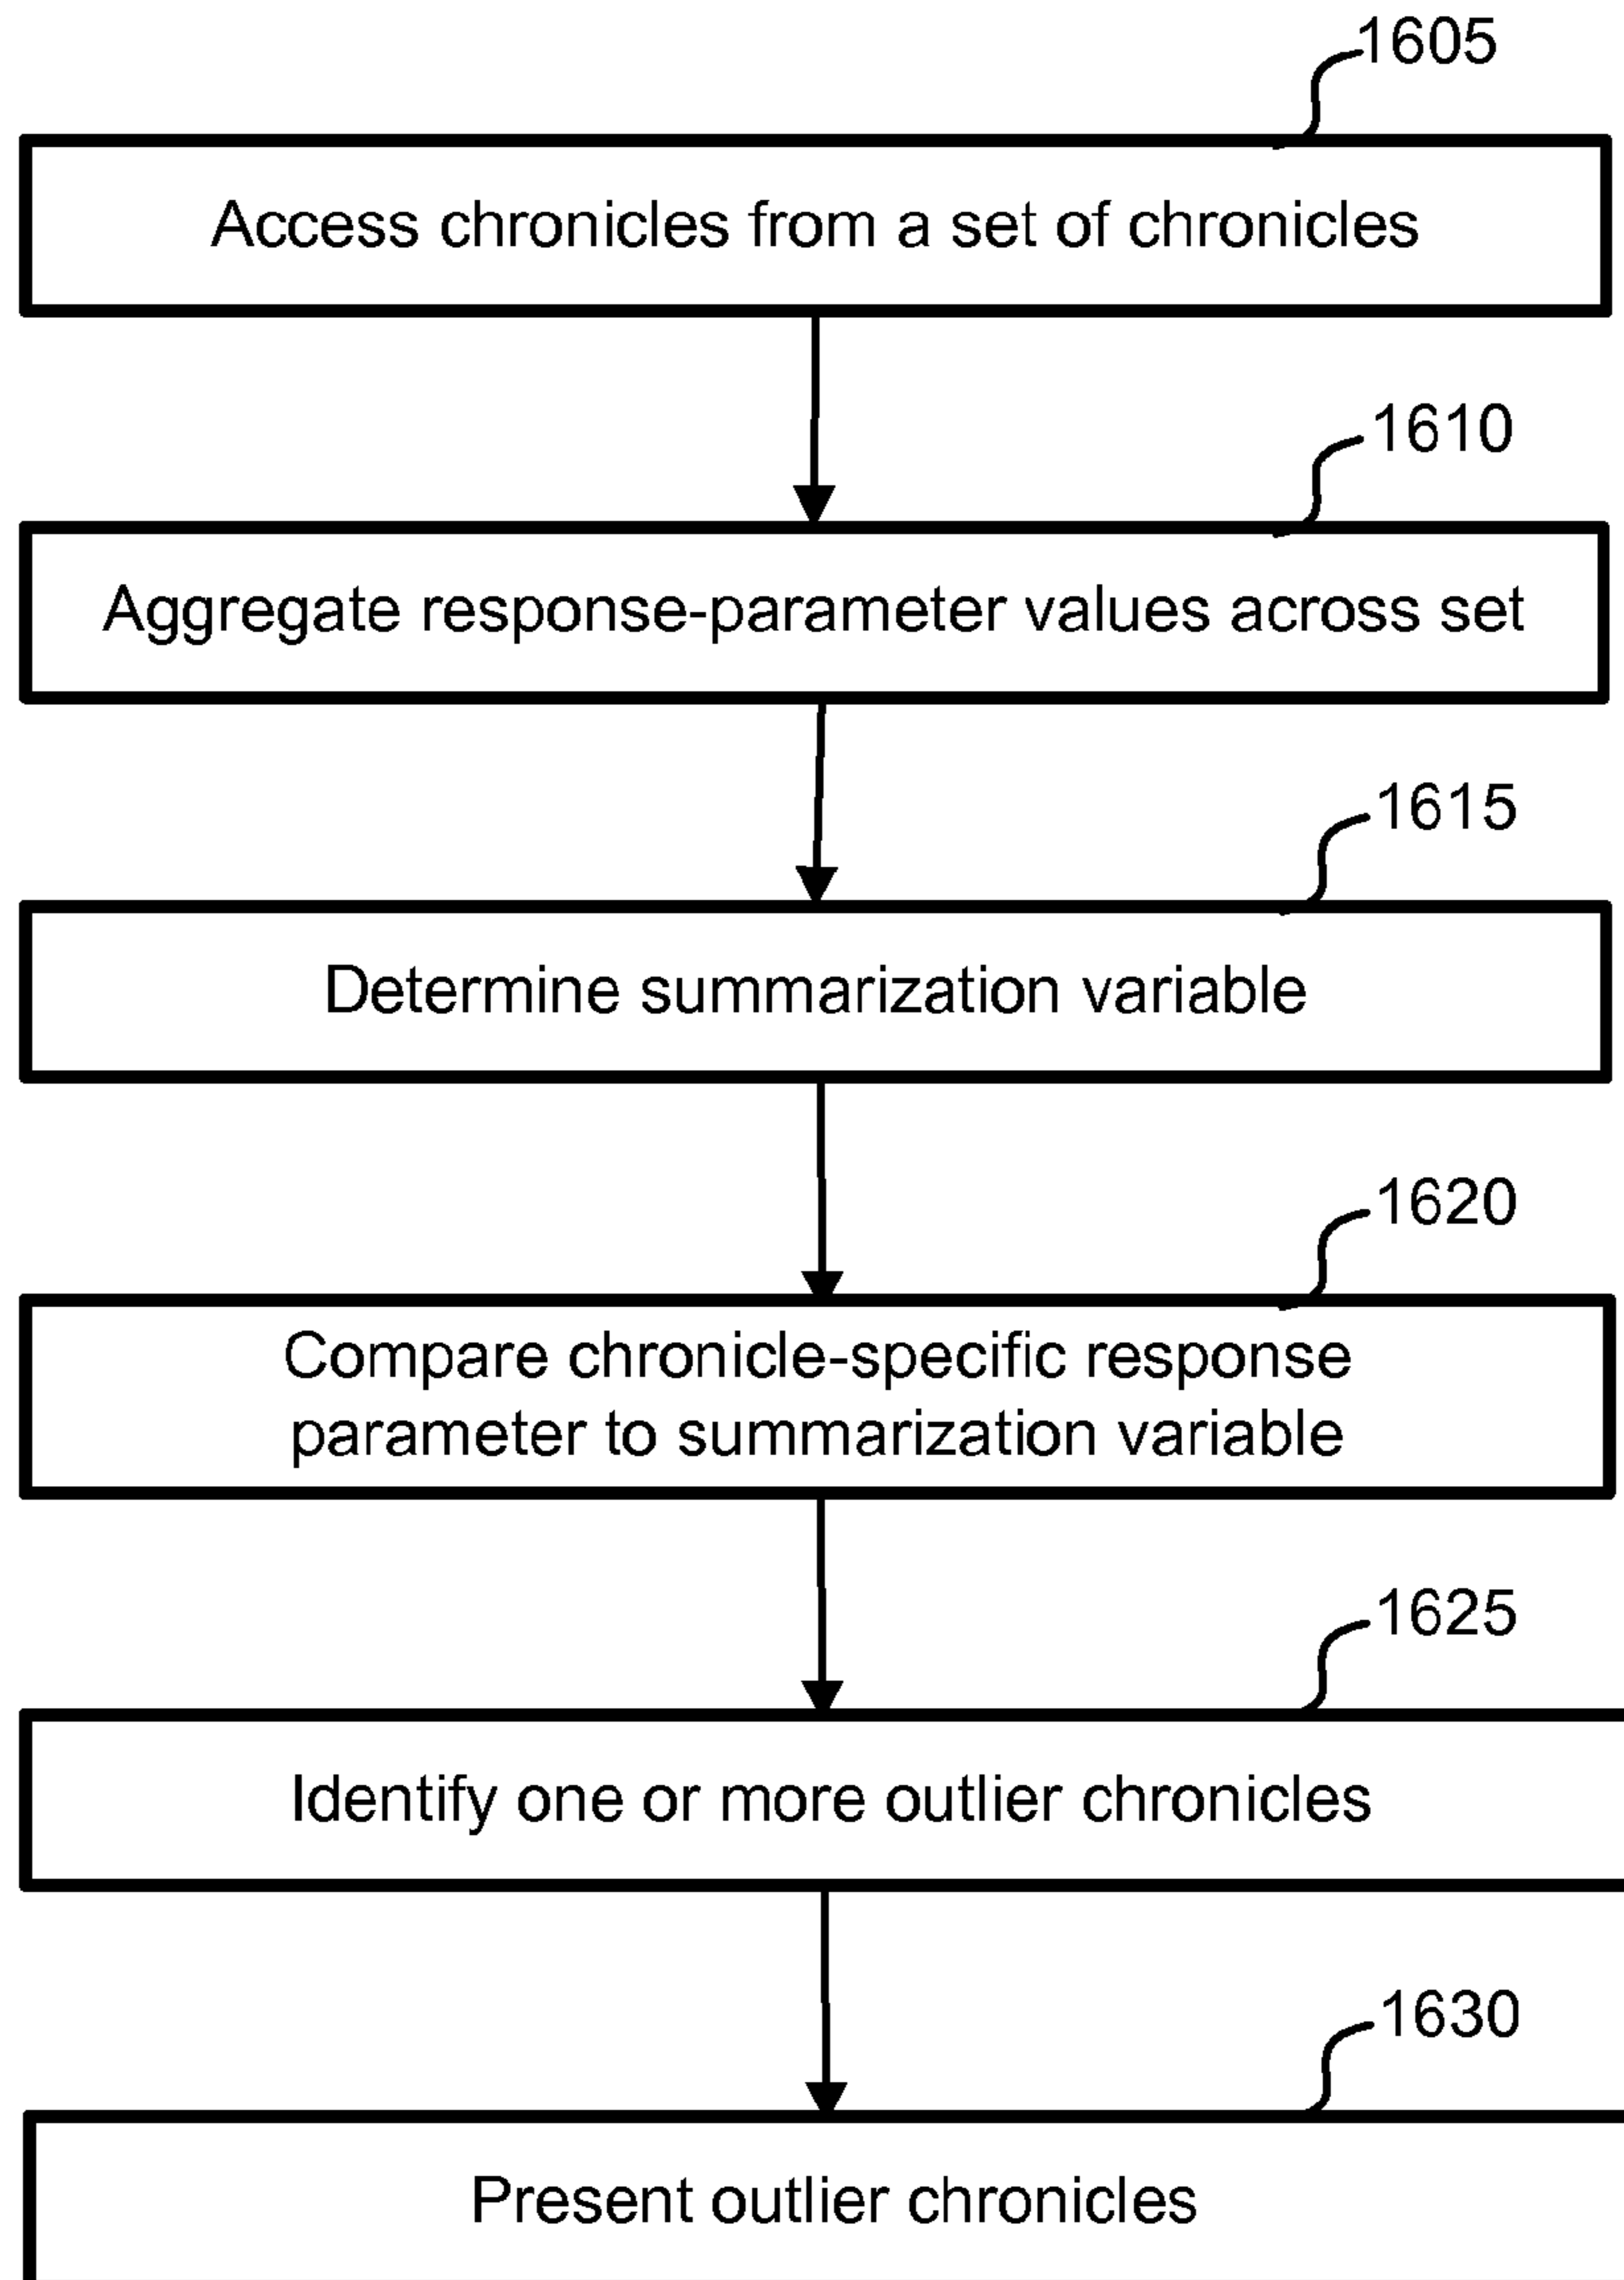 1605
Access chronicles from a set of chronicles
1610
Aggregate response-parameter values across set
1615
Determine summarization variable
1620
Compare chronicle-specific response
parameter to summarization variable
1625
Identify one or more outlier chronicles
1630
Present outlier chronicles